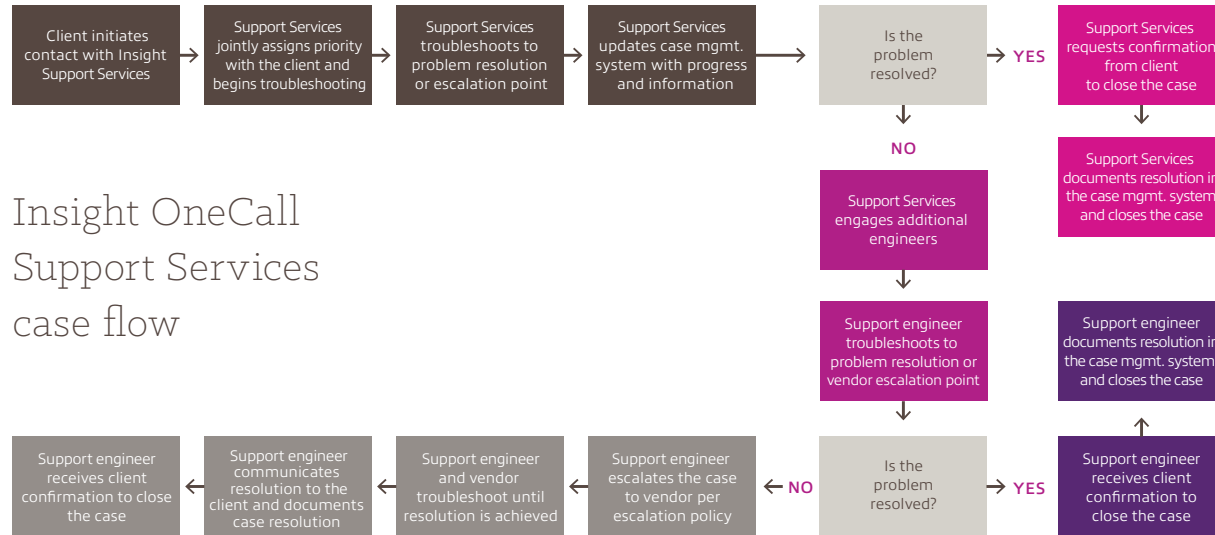 Client initiates
contact with Insight
Support Services
Support Services
jointly assigns priority
with the client and
begins troubleshooting
Support Services
troubleshoots to
problem resolution
or escalation point
Support Services
updates case mgmt.
system with progress
and information
Is the
problem
resolved?
YES
Support Services
requests confirmation
from client
to close the case
NO
Support Services
documents resolution in
the case mgmt. system
and closes the case
Insight OneCall
Support Services
case flow
Support Services
engages additional
engineers
Support engineer
troubleshoots to
problem resolution or
vendor escalation point
Support engineer
documents resolution in
the case mgmt. system
and closes the case
Support engineer
receives client
confirmation to close
the case
Support engineer
communicates
resolution to the
client and documents
case resolution
Support engineer
and vendor
troubleshoot until
resolution is achieved
Support engineer
escalates the case
to vendor per
escalation policy
NO
Is the
problem
resolved?
YES
Support engineer
receives client
confirmation to
close the case